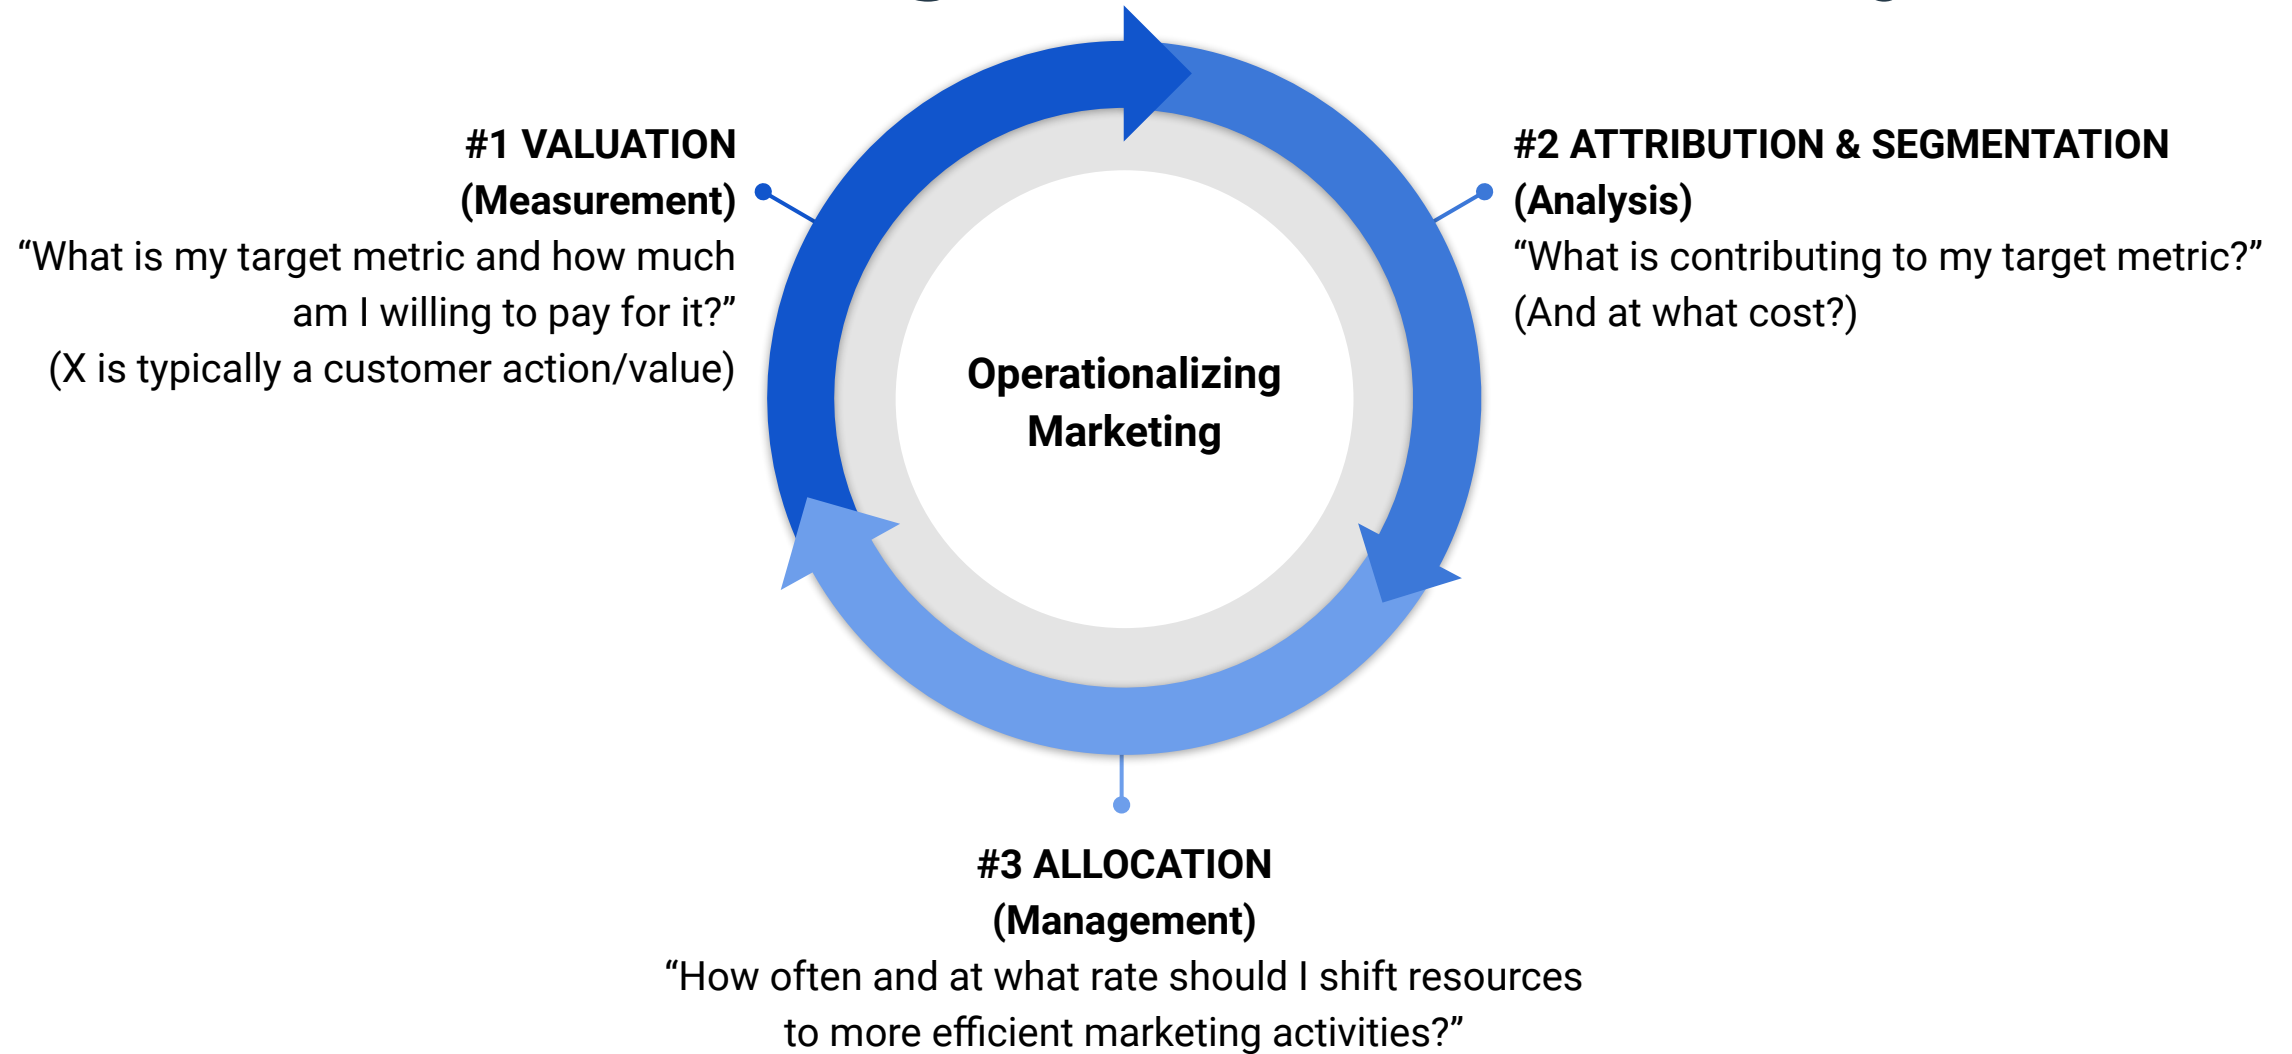 #1 VALUATION
(Measurement)
“What is my target metric and how much
am I willing to pay for it?”
(X is typically a customer action/value)
#2 ATTRIBUTION & SEGMENTATION
(Analysis)
“What is contributing to my target metric?”
(And at what cost?)
Operationalizing
Marketing
#3 ALLOCATION
(Management)
“How often and at what rate should I shift resources
to more efficient marketing activities?”